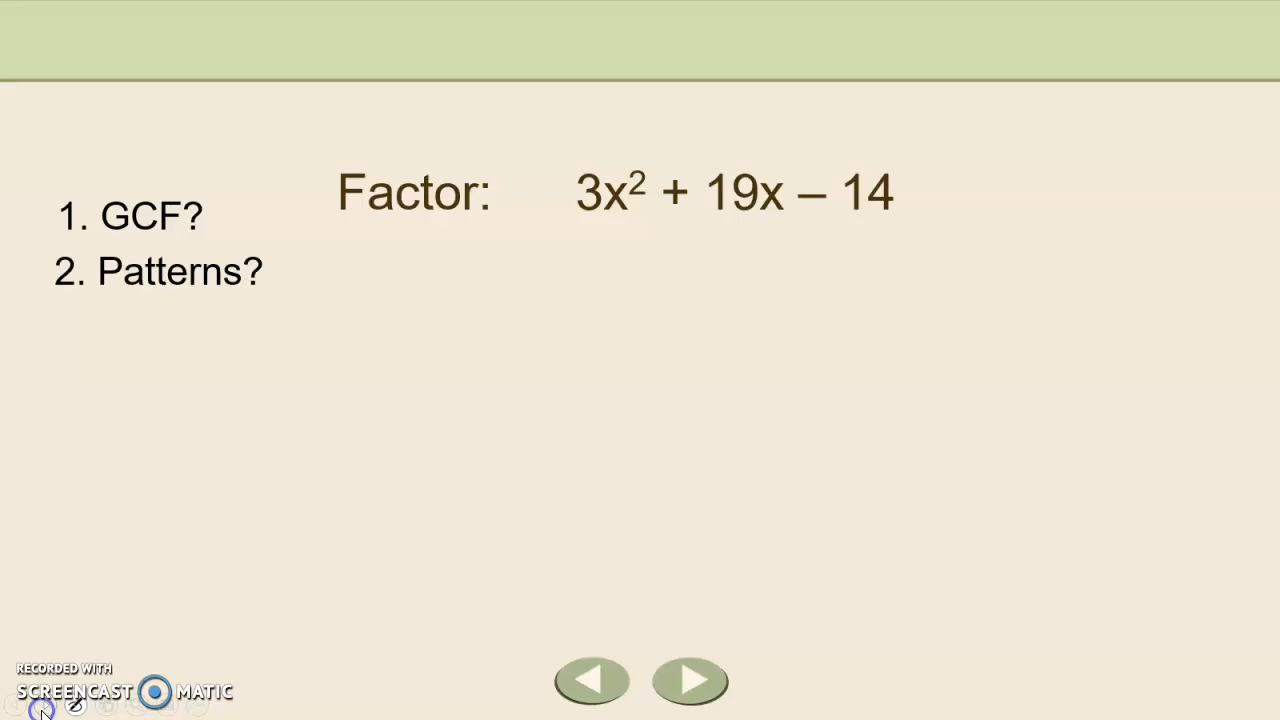 Factor: 3x² + 19x – 14
1. GCF?
2. Patterns?
RECORDED WITH
SCREENCAST MATIC